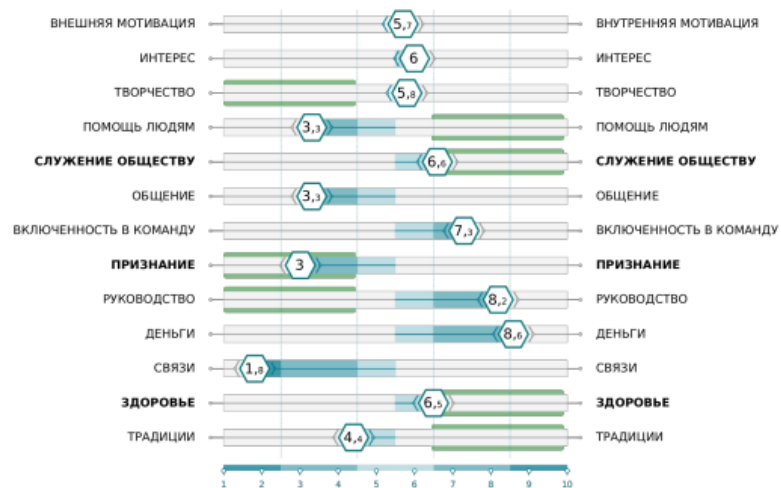 ВНЕШНЯЯ МОТИВАЦИЯ 5,7 ВНУТРЕННЯЯ МОТИВАЦИЯ
ИНТЕРЕС 6 ИНТЕРЕС
ТВОРЧЕСТВО 5,8 ТВОРЧЕСТВО
ПОМОЩЬ ЛЮДЯМ 3,3 ПОМОЩЬ ЛЮДЯМ
СЛУЖЕНИЕ ОБЩЕСТВУ 6,6 СЛУЖЕНИЕ ОБЩЕСТВУ
ОБЩЕНИЕ 3,3 ОБЩЕНИЕ
ВКЛЮЧЕННОСТЬ В КОМАНДУ 7,3 ВКЛЮЧЕННОСТЬ В КОМАНДУ
ПРИЗНАНИЕ 3 ПРИЗНАНИЕ
РУКОВОДСТВО 8,2 РУКОВОДСТВО
ДЕНЬГИ 8,6 ДЕНЬГИ
СВЯЗИ 1,8 СВЯЗИ
ЗДОРОВЬЕ 6,5 ЗДОРОВЬЕ
ТРАДИЦИИ 4,4 ТРАДИЦИИ
1 2 3 4 5 6 7 8 9 10